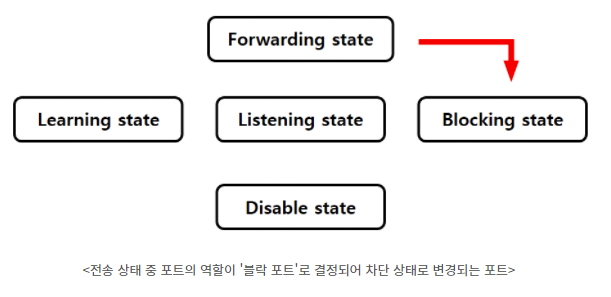 Forwarding state
Learning state
Listening state
Blocking state
Disable state
<전송 상태 중 포트의 역할이 '블락 포트'로 결정되어 차단 상태로 변경되는 포트>